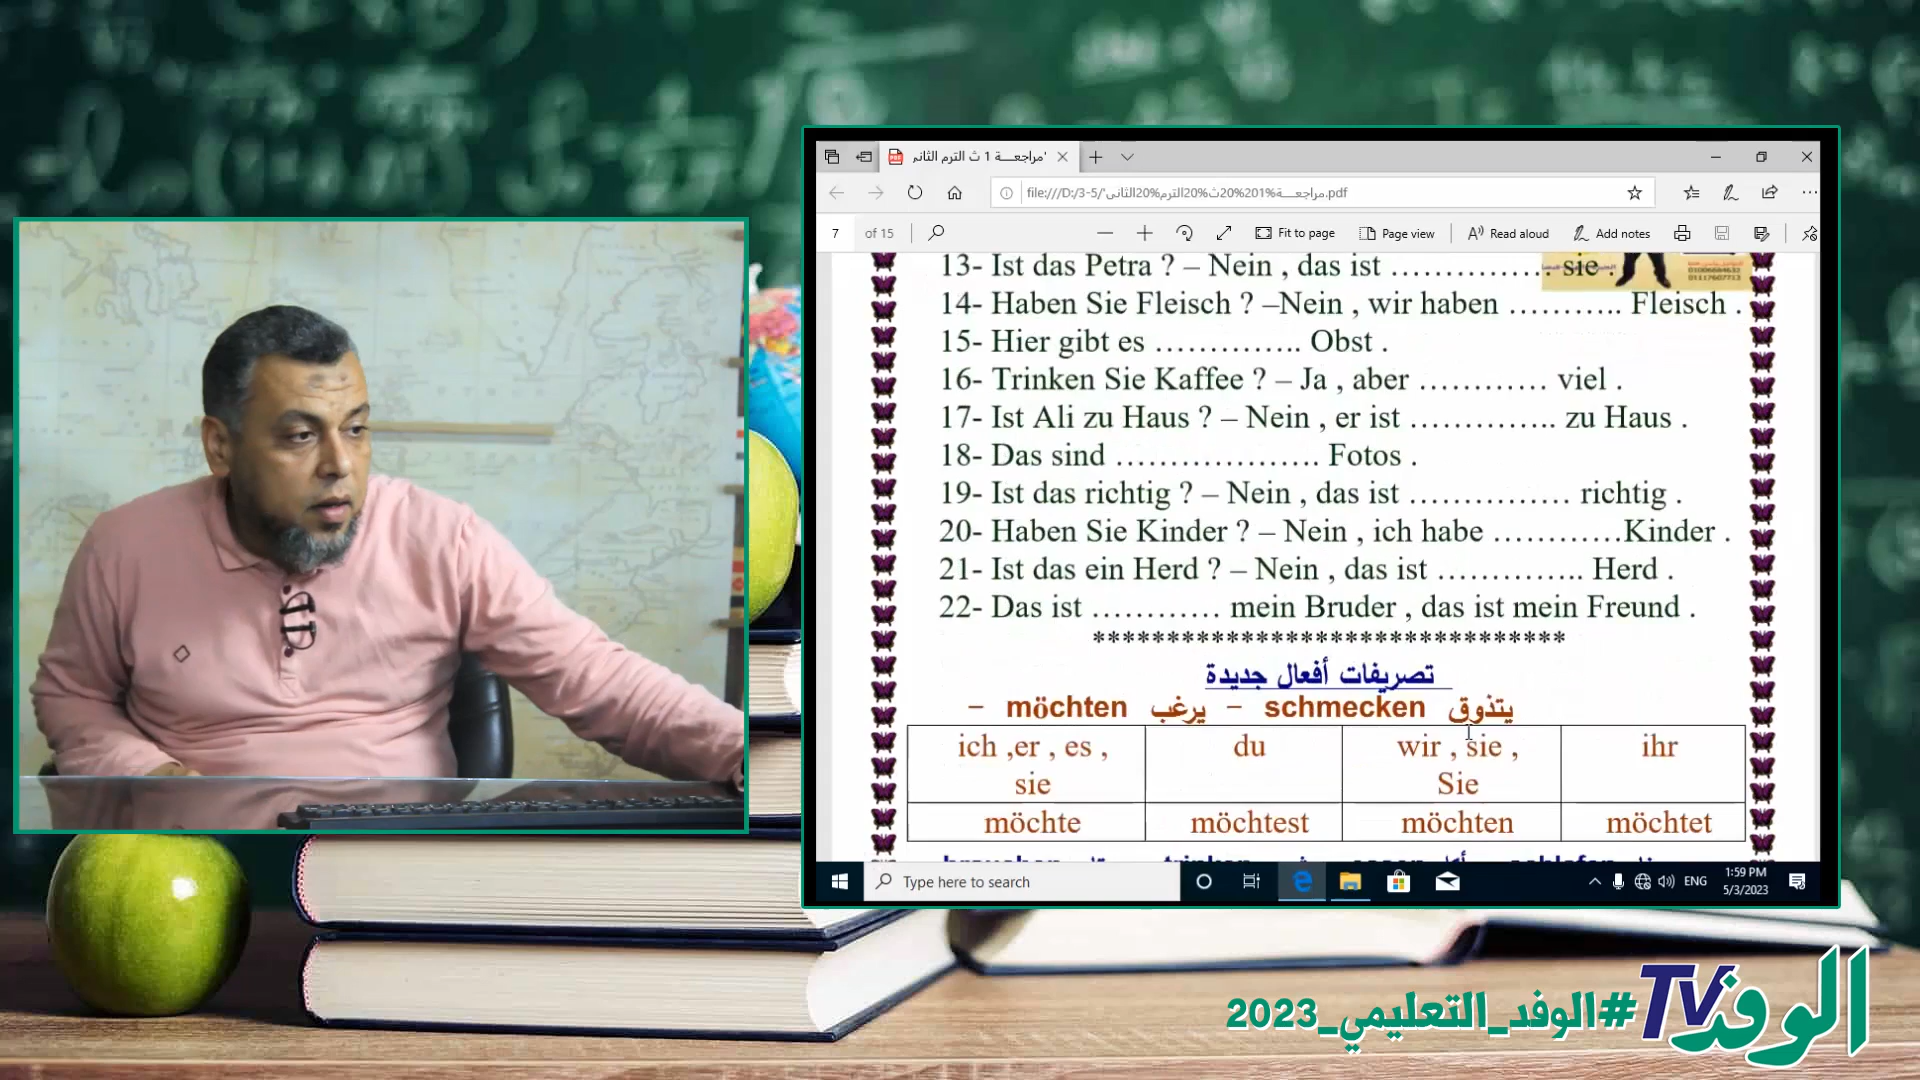 مراجعـــة 1 ث الترم الثانى'
file:///D:/3-5/'مراجعـــة%201%20ث%20الترم%20الثانى.pdf
7 of 15
Fit to page
Page view
Read aloud
Add notes
13- Ist das Petra ? – Nein , das ist ……………. sie .
14- Haben Sie Fleisch ? –Nein , wir haben ……….. Fleisch .
15- Hier gibt es ………….. Obst .
16- Trinken Sie Kaffee ? – Ja , aber ………… viel .
17- Ist Ali zu Haus ? – Nein , er ist ………….. zu Haus .
18- Das sind ………………. Fotos .
19- Ist das richtig ? – Nein , das ist …………… richtig .
20- Haben Sie Kinder ? – Nein , ich habe …………Kinder .
21- Ist das ein Herd ? – Nein , das ist ………….. Herd .
22- Das ist ………… mein Bruder , das ist mein Freund .
********************************
تصريفات أفعال جديدة
– möchten يرغب – schmecken يتذوق
ich ,er , es , sie
du
wir , sie , Sie
ihr
möchte
möchtest
möchten
möchtet
Type here to search
ENG
1:59 PM
5/3/2023
#الوفد_التعليمي_2023
الوفد TV